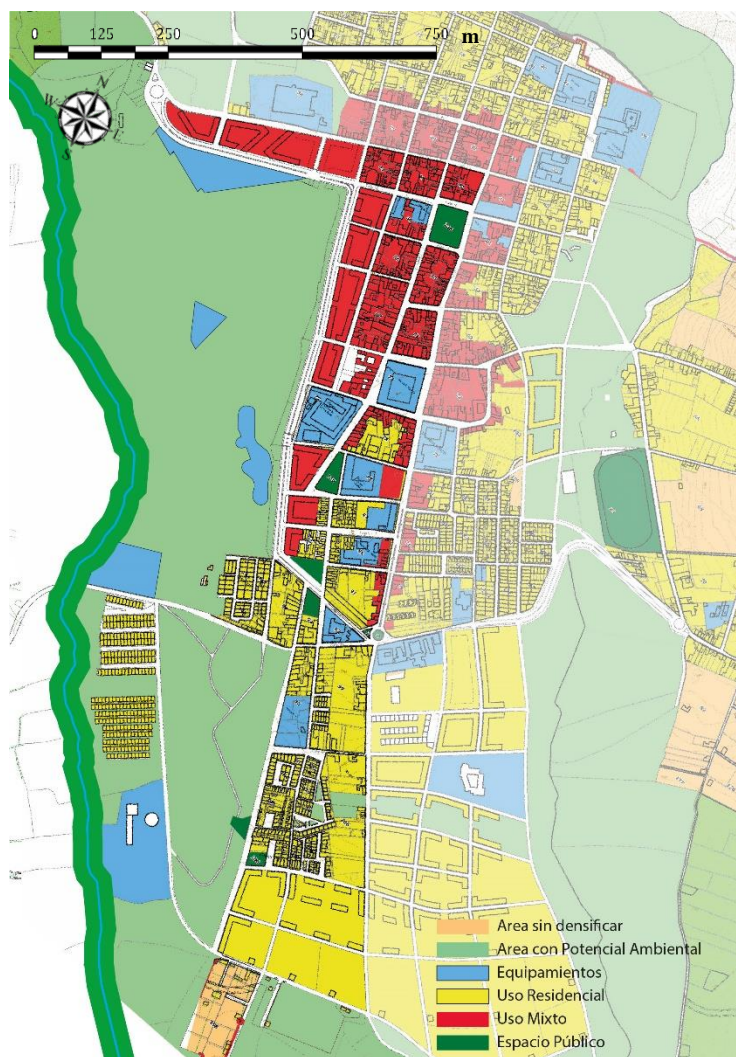 0 125 250 500 750 m
N
W
U
S
Area sin densificar
Area con Potencial Ambiental
Equipamientos
Uso Residencial
Uso Mixto
Espacio Público